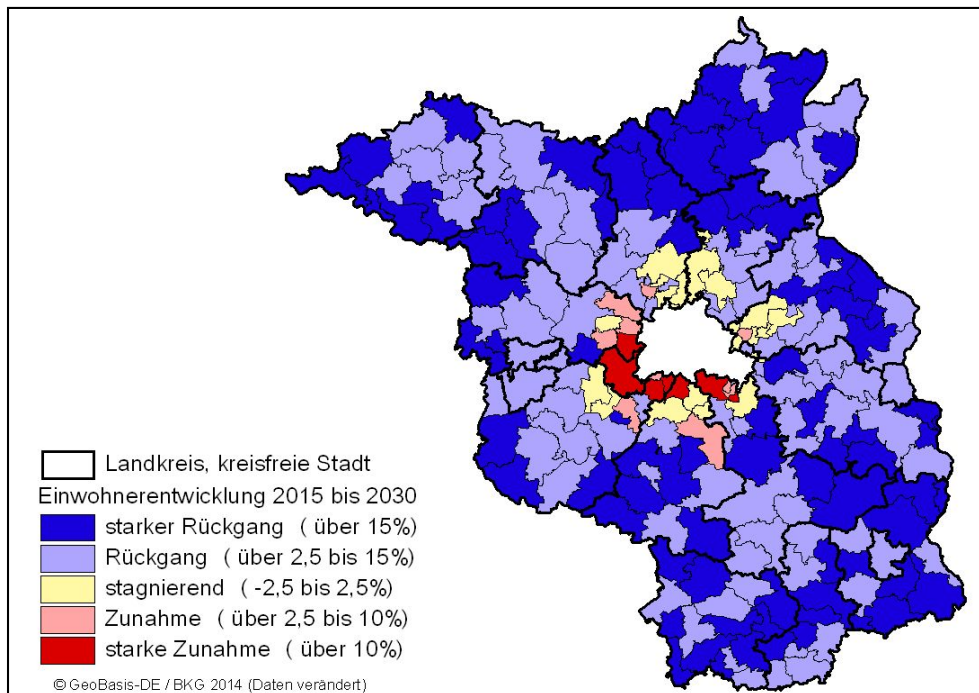 Landkreis, kreisfreie Stadt
Einwohnerentwicklung 2015 bis 2030
starker Rückgang ( über 15%)
Rückgang ( über 2,5 bis 15%)
stagnierend ( -2,5 bis 2,5%)
Zunahme ( über 2,5 bis 10%)
starke Zunahme ( über 10%)
© GeoBasis-DE / BKG 2014 (Daten verändert)